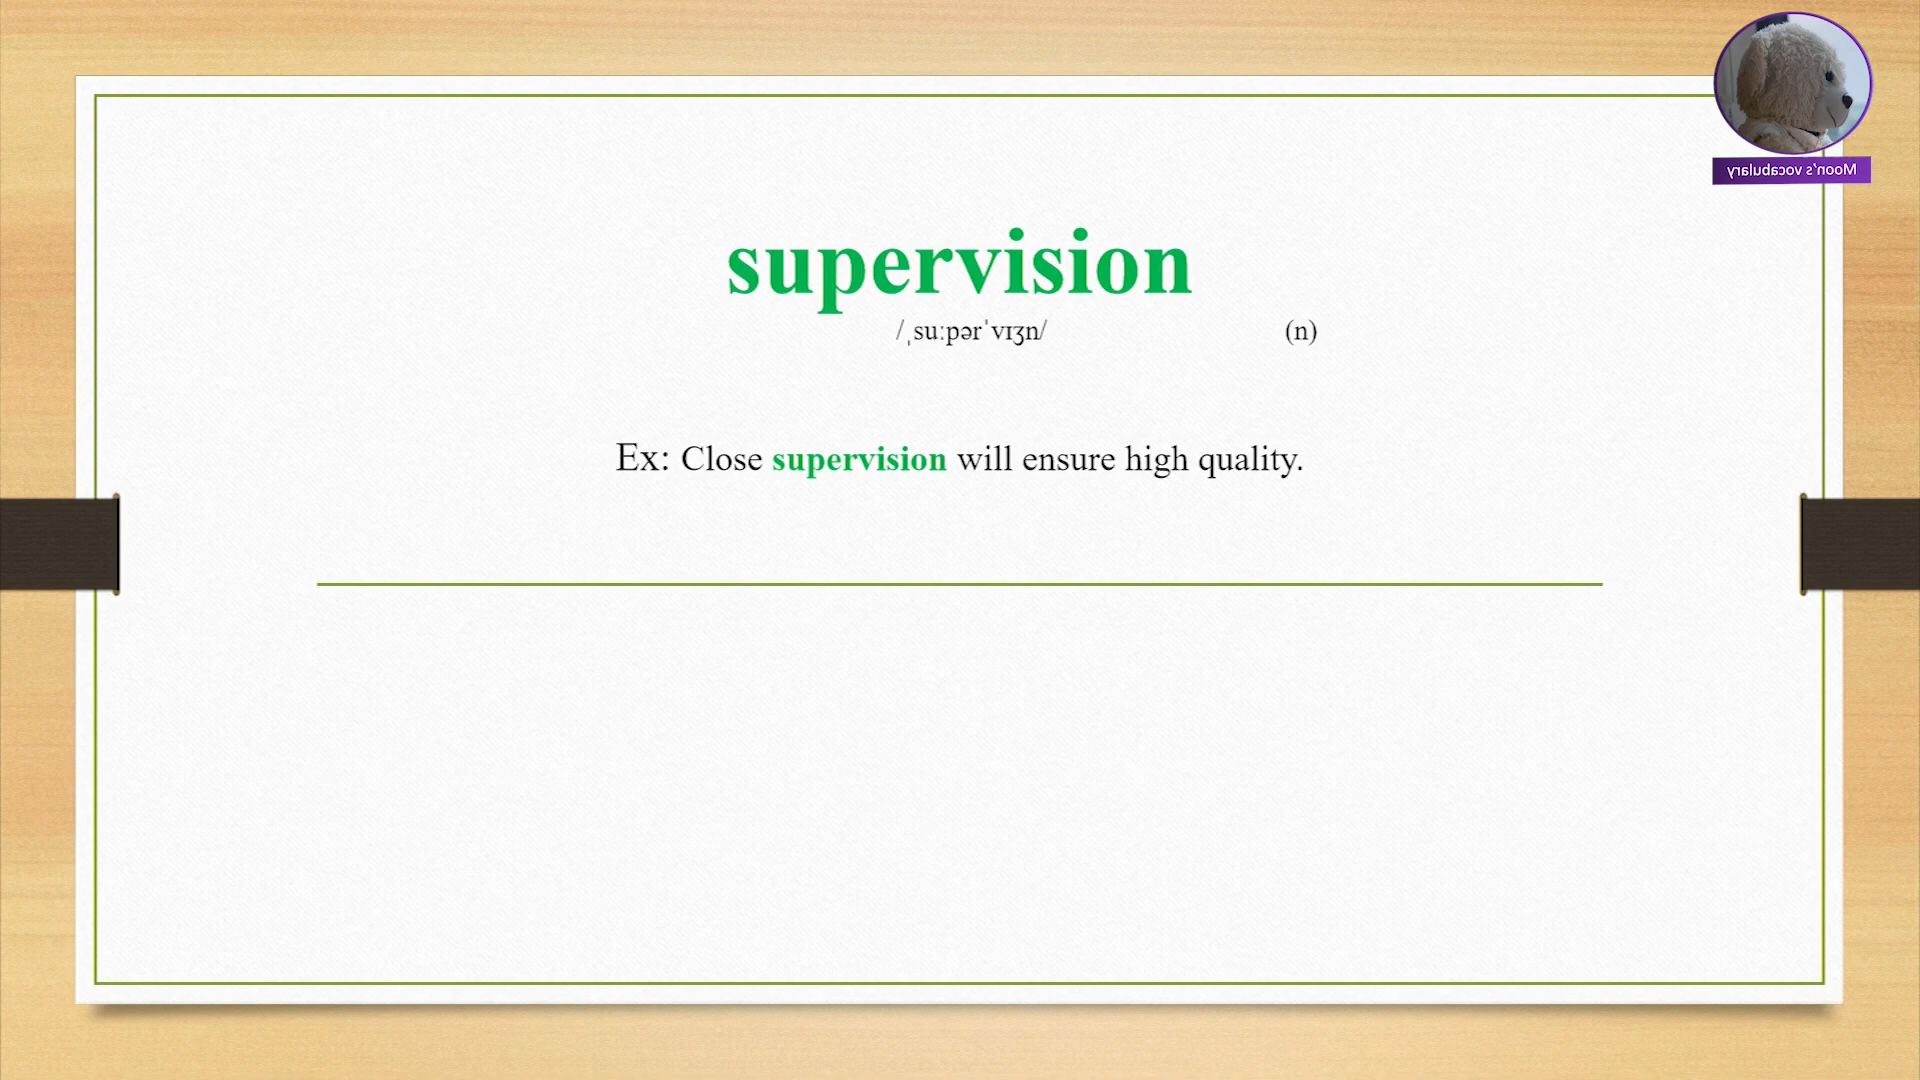 Moon's vocabulary
supervision
/ˌsuːpərˈvɪʒn/ (n)
Ex: Close supervision will ensure high quality.